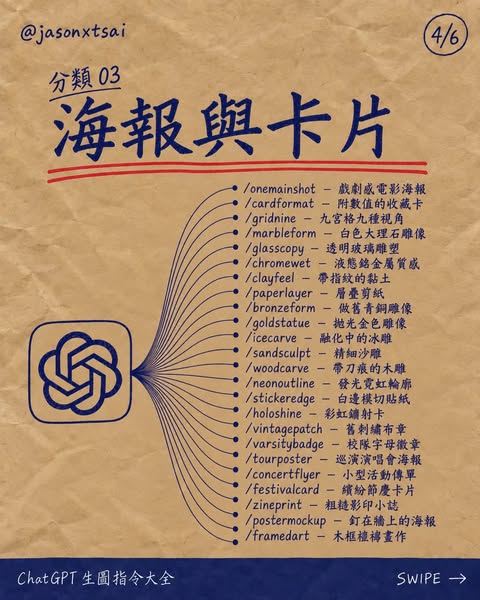 @jasonxtsai
4/6
分類 03
海報與卡片
/onemainshot – 戲劇感電影海報
/cardformat – 附數值的收藏卡
/gridnine – 九宮格九種視角
/marbleform – 白色大理石雕像
/glasscopy – 透明玻璃雕塑
/chromewet – 液態鉻金屬質感
/clayfeel – 帶指紋的黏土
/paperlayer – 層疊剪紙
/bronzeform – 做舊青銅雕像
/goldstatue – 拋光金色雕像
/icecarve – 融化中的冰雕
/sandsculpt – 精細沙雕
/woodcarve – 帶刀痕的木雕
/neonoutline – 發光霓虹輪廓
/stickeredge – 白邊模切貼紙
/holoshine – 彩虹鐳射卡
/vintagepatch – 舊刺繡布章
/varsitybadge – 校隊字母徽章
/tourposter – 巡演演唱會海報
/concertflyer – 小型活動傳單
/festivalcard – 繽紛節慶卡片
/zineprint – 粗糙影印小誌
/postermockup – 釘在牆上的海報
/framedart – 木框裱畫作
ChatGPT 生圖指令大全
SWIPE →